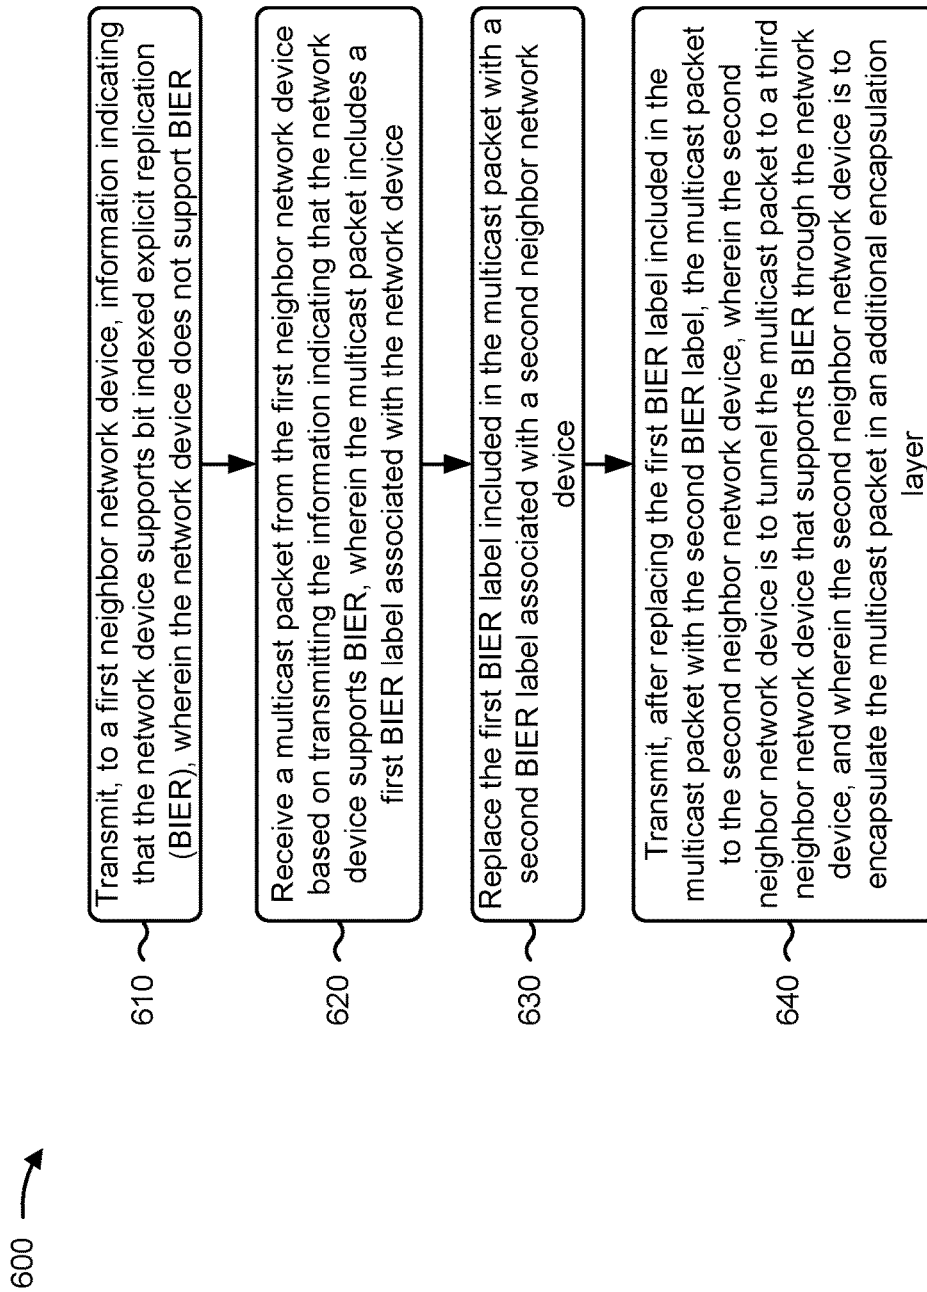 600
610
Transmit, to a first neighbor network device, information indicating
that the network device supports bit indexed explicit replication
(BIER), wherein the network device does not support BIER
620
Receive a multicast packet from the first neighbor network device
based on transmitting the information indicating that the network
device supports BIER, wherein the multicast packet includes a
first BIER label associated with the network device
630
Replace the first BIER label included in the multicast packet with a
second BIER label associated with a second neighbor network
device
640
Transmit, after replacing the first BIER label included in the
multicast packet with the second BIER label, the multicast packet
to the second neighbor network device, wherein the second
neighbor network device is to tunnel the multicast packet to a third
neighbor network device that supports BIER through the network
device, and wherein the second neighbor network device is to
encapsulate the multicast packet in an additional encapsulation
layer